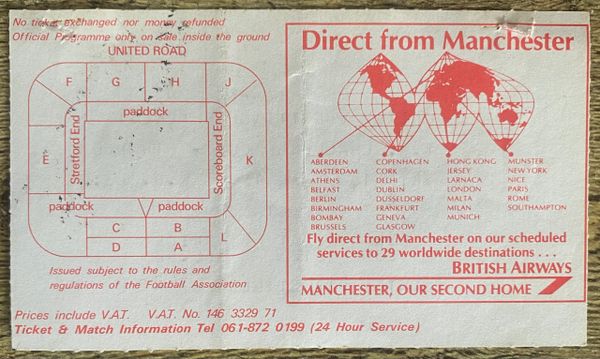 No ticket exchanged nor money refunded
Official Programme only on sale inside the ground
UNITED ROAD
F
G
H
J
paddock
Stretford End
Scoreboard End
E
K
paddock
paddock
C
B
D
A
L
Issued subject to the rules and
regulations of the Football Association
Direct from Manchester
ABERDEEN
AMSTERDAM
ATHENS
BELFAST
BERLIN
BIRMINGHAM
BOMBAY
BRUSSELS
COPENHAGEN
CORK
DELHI
DUBLIN
DUSSELDORF
FRANKFURT
GENEVA
GLASGOW
HONG KONG
JERSEY
LARNACA
LONDON
MALTA
MILAN
MUNICH
MUNSTER
NEW YORK
NICE
PARIS
ROME
SOUTHAMPTON
Fly direct from Manchester on our scheduled
services to 29 worldwide destinations . . .
BRITISH AIRWAYS
MANCHESTER, OUR SECOND HOME
Prices include V.A.T. V.A.T. No. 146 3329 71
Ticket & Match Information Tel 061-872 0199 (24 Hour Service)